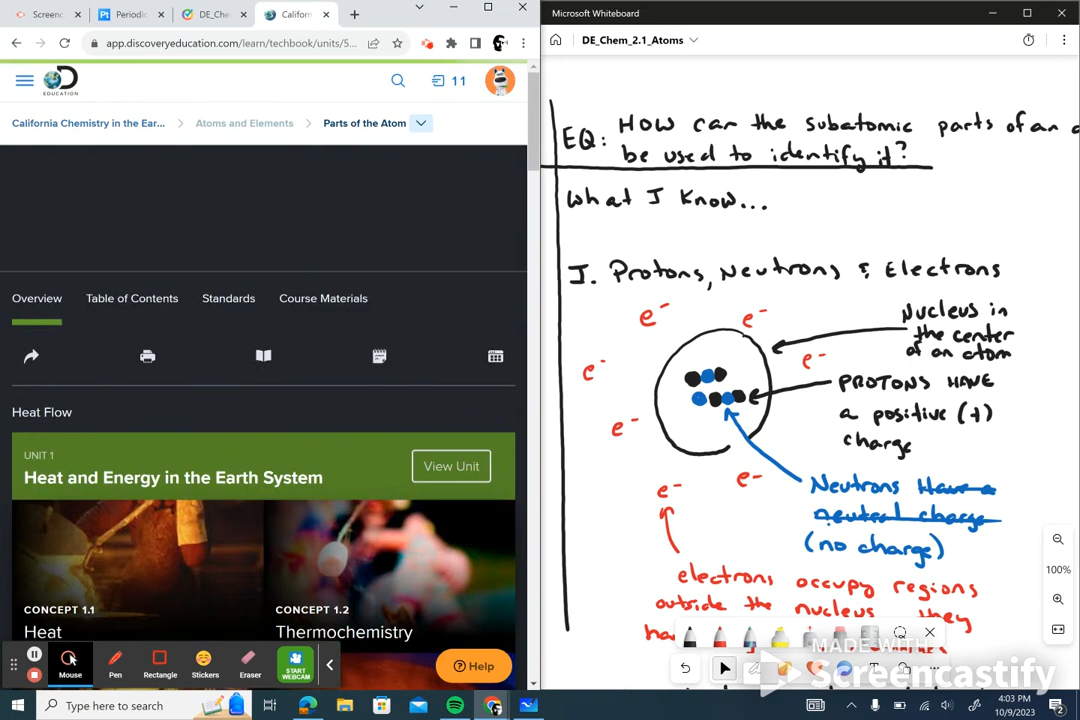 Screenc
Periodic
DE_Che
Californ
app.discoveryeducation.com/learn/techbook/units/5...
EDUCATION
11
California Chemistry in the Ear...
Atoms and Elements
Parts of the Atom
Overview
Table of Contents
Standards
Course Materials
Heat Flow
UNIT 1
Heat and Energy in the Earth System
View Unit
CONCEPT 1.1
Heat
CONCEPT 1.2
Thermochemistry
Mouse
Pen
Rectangle
Stickers
Eraser
START
WEBCAM
Help
Microsoft Whiteboard
DE_Chem_2.1_Atoms
EQ: How can the subatomic parts of an a
be used to identify it?
What I know...
I. Protons, Neutrons & Electrons
e-
e-
e-
e-
e-
e-
e-
Nucleus in
the center
of an atom
PROTONS HAVE
a positive (+)
charge
Neutrons Have a
neutral charge
(no charge)
electrons occupy regions
outside the nucleus they
100%
MADE WITH
Screencastify
Type here to search
4:03 PM
10/9/2023
2